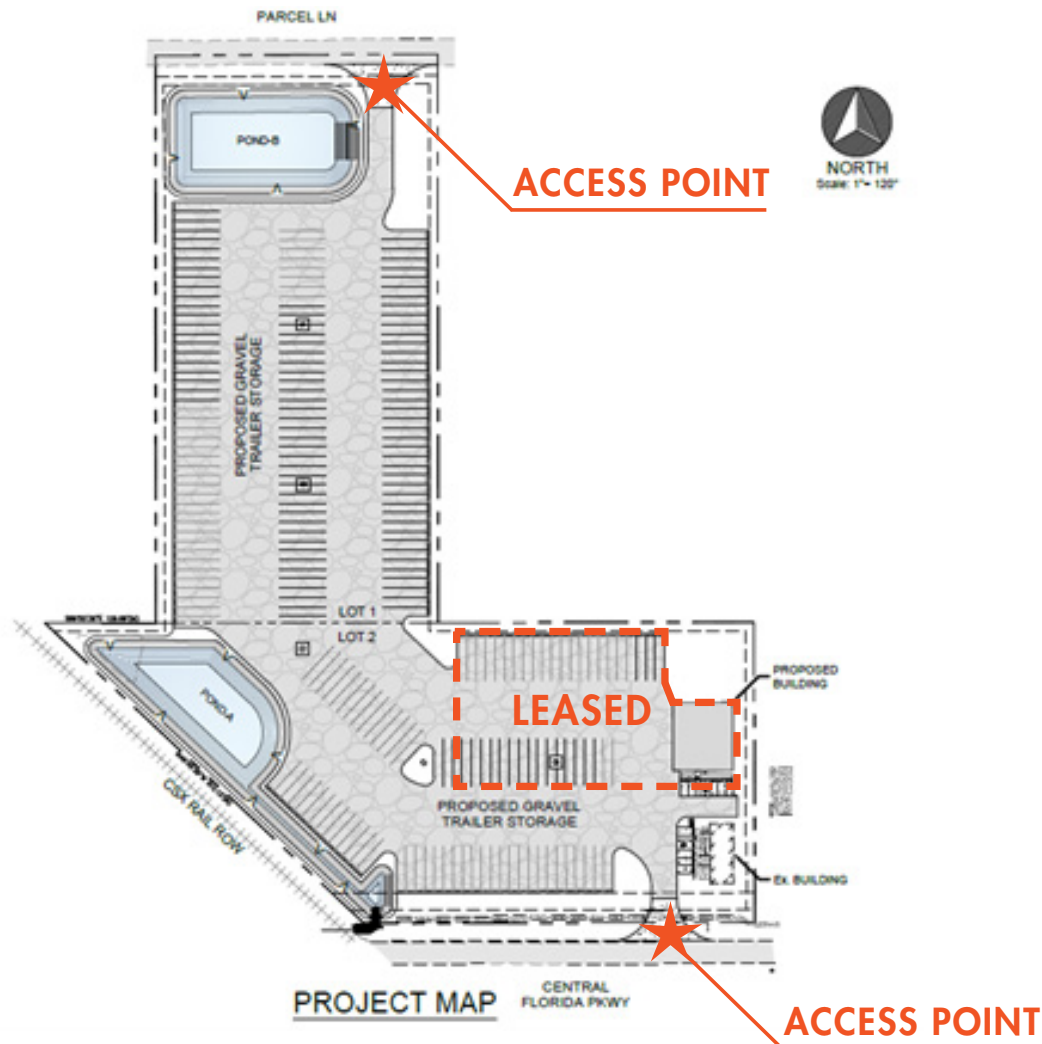 PARCEL LN
POND-B
ACCESS POINT
NORTH
Scale: 1"= 120'
PROPOSED GRAVEL
TRAILER STORAGE
LOT 1
LOT 2
POND-A
CSX RAIL ROW
LEASED
PROPOSED
BUILDING
PROPOSED GRAVEL
TRAILER STORAGE
Ex. BUILDING
PROJECT MAP
CENTRAL
FLORIDA PKWY
ACCESS POINT